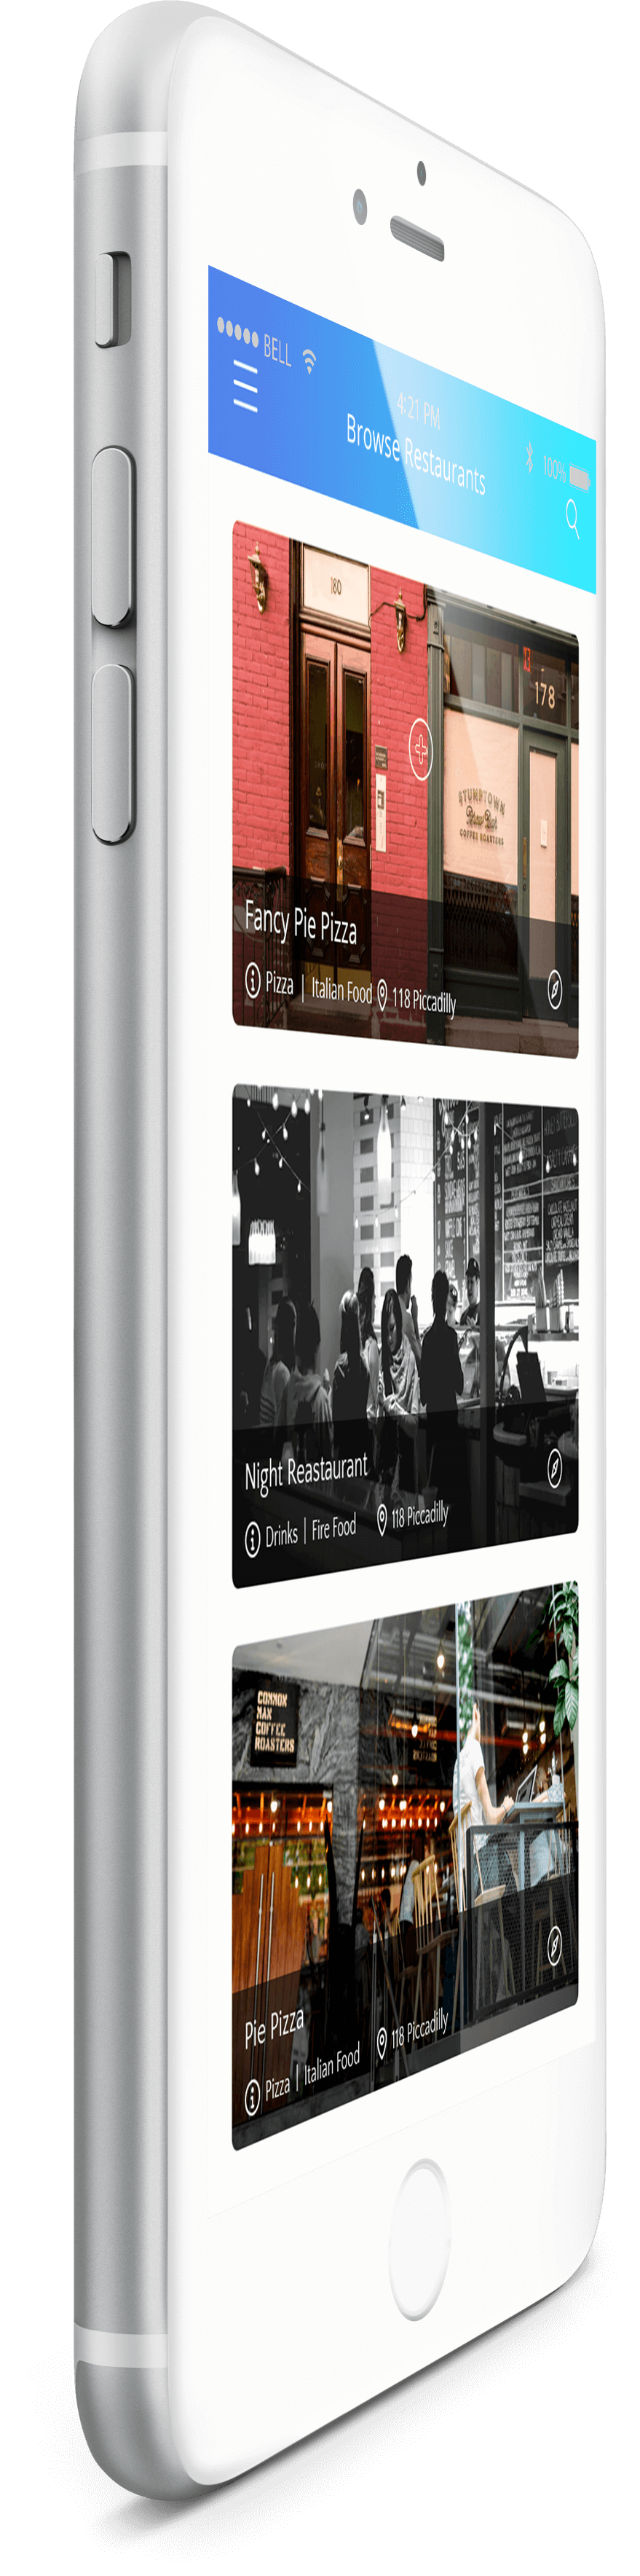 BELL
4:21 PM
100%
Browse Restaurants
180
178
STUMPTOWN
COFFEE ROASTERS
Fancy Pie Pizza
Pizza | Italian Food 118 Piccadilly
Night Reastaurant
Drinks | Fire Food 118 Piccadilly
COMMON
MAN
COFFEE
ROASTERS
Pie Pizza
Pizza | Italian Food 118 Piccadilly